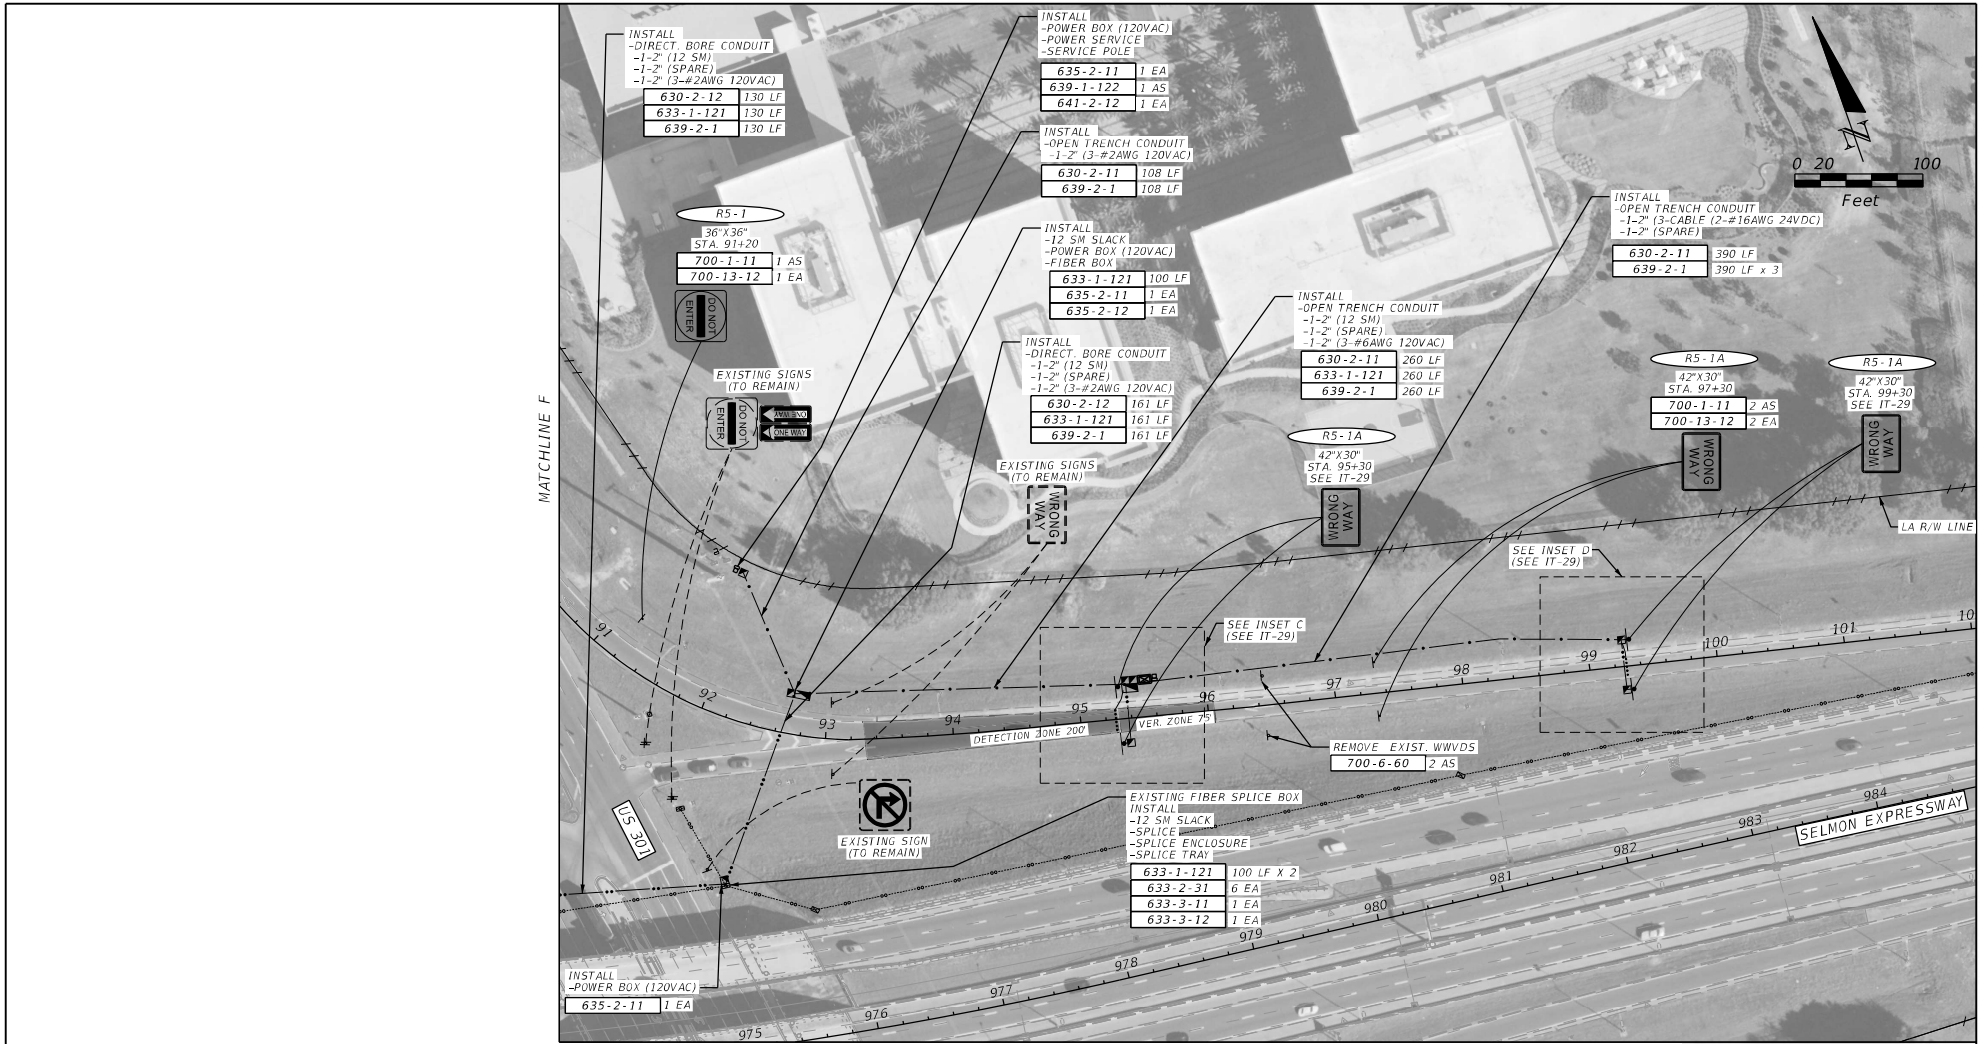 INSTALL
-DIRECT. BORE CONDUIT
-1-2" (12 SM)
-1-2" (SPARE)
-1-2" (3-#2AWG 120VAC)
630-2-12 130 LF
633-1-121 130 LF
639-2-1 130 LF
INSTALL
-POWER BOX (120VAC)
-POWER SERVICE
-SERVICE POLE
635-2-11 1 EA
639-1-122 1 AS
641-2-12 1 EA
INSTALL
-OPEN TRENCH CONDUIT
-1-2" (3-#2AWG 120VAC)
630-2-11 108 LF
639-2-1 108 LF
INSTALL
-12 SM SLACK
-POWER BOX (120VAC)
-FIBER BOX
633-1-121 100 LF
635-2-11 1 EA
635-2-12 1 EA
INSTALL
-DIRECT. BORE CONDUIT
-1-2" (12 SM)
-1-2" (SPARE)
-1-2" (3-#2AWG 120VAC)
630-2-12 161 LF
633-1-121 161 LF
639-2-1 161 LF
INSTALL
-OPEN TRENCH CONDUIT
-1-2" (12 SM)
-1-2" (SPARE)
-1-2" (3-#6AWG 120VAC)
630-2-11 260 LF
633-1-121 260 LF
639-2-1 260 LF
INSTALL
-OPEN TRENCH CONDUIT
-1-2" (3-CABLE (2-#16AWG 24VDC)
-1-2" (SPARE)
630-2-11 390 LF
639-2-1 390 LF x 3
N
0 20 100
Feet
R5-1
36"X36"
STA. 91+20
700-1-11 1 AS
700-13-12 1 EA
DO NOT
ENTER
EXISTING SIGNS
(TO REMAIN)
DO NOT
ENTER
ONE WAY
ONE WAY
MATCHLINE F
EXISTING SIGNS
(TO REMAIN)
WRONG
WAY
R5-1A
42"X30"
STA. 95+30
SEE IT-29
WRONG
WAY
R5-1A
42"X30"
STA. 97+30
700-1-11 2 AS
700-13-12 2 EA
WRONG
WAY
R5-1A
42"X30"
STA. 99+30
SEE IT-29
WRONG
WAY
LA R/W LINE
SEE INSET D
(SEE IT-29)
SEE INSET C
(SEE IT-29)
91
92
93
94
95
96
97
98
99
100
101
10
DETECTION ZONE 200'
VER. ZONE 75'
REMOVE EXIST. WWVDS
700-6-60 2 AS
EXISTING FIBER SPLICE BOX
INSTALL
-12 SM SLACK
-SPLICE
-SPLICE ENCLOSURE
-SPLICE TRAY
633-1-121 100 LF X 2
633-2-31 6 EA
633-3-11 1 EA
633-3-12 1 EA
EXISTING SIGN
(TO REMAIN)
US 301
SELMON EXPRESSWAY
INSTALL
-POWER BOX (120VAC)
635-2-11 1 EA
975
976
977
978
979
980
981
982
983
984